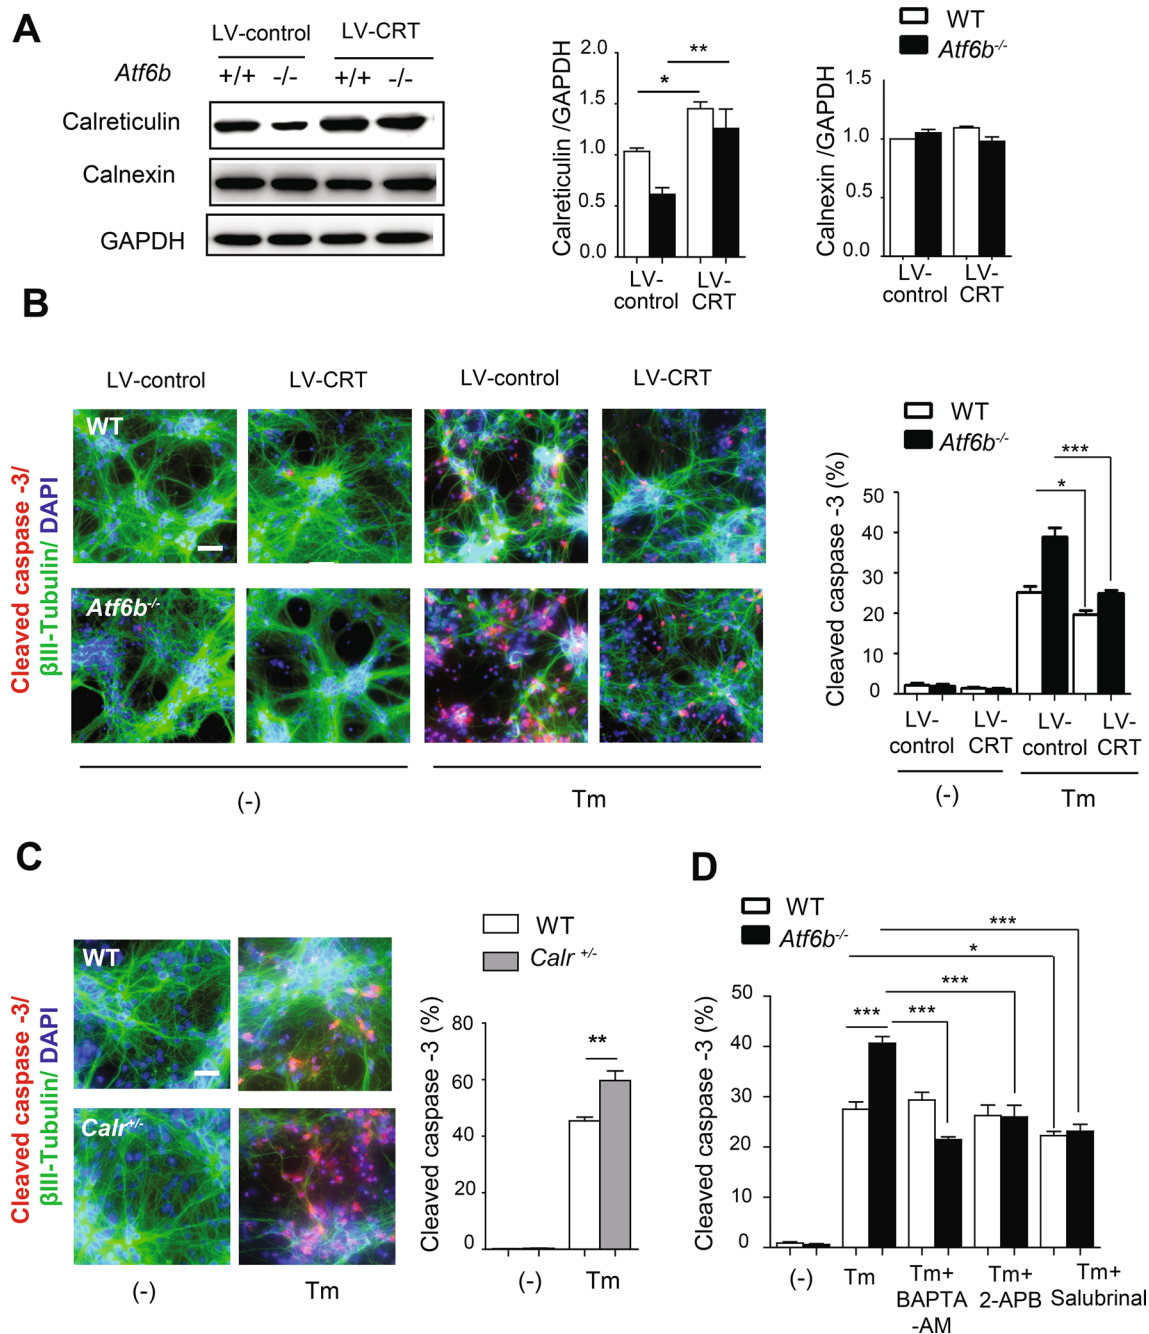 A
LV-control
LV-CRT
Atf6b
+/+
-/-
+/+
-/-
Calreticulin
Calnexin
GAPDH
Calreticulin /GAPDH
2.0
1.5
1.0
0.5
0.0
*
**
LV-
control
LV-
CRT
WT
Atf6b-/-
Calnexin /GAPDH
1.5
1.0
0.5
0.0
LV-
control
LV-
CRT
B
LV-control
LV-CRT
LV-control
LV-CRT
Cleaved caspase -3/
βIII-Tubulin/ DAPI
WT
Atf6b-/-
(-)
Tm
WT
Atf6b-/-
Cleaved caspase -3 (%)
50
40
30
20
10
0
***
*
LV-
control
LV-
CRT
LV-
control
LV-
CRT
(-)
Tm
C
Cleaved caspase -3/
βIII-Tubulin/ DAPI
WT
Calr+/-
(-)
Tm
WT
Calr +/-
Cleaved caspase -3 (%)
80
60
40
20
0
**
(-)
Tm
D
WT
Atf6b-/-
Cleaved caspase -3 (%)
50
40
30
20
10
0
***
*
***
***
***
(-)
Tm
Tm+
BAPTA
-AM
Tm+
2-APB
Tm+
Salubrinal